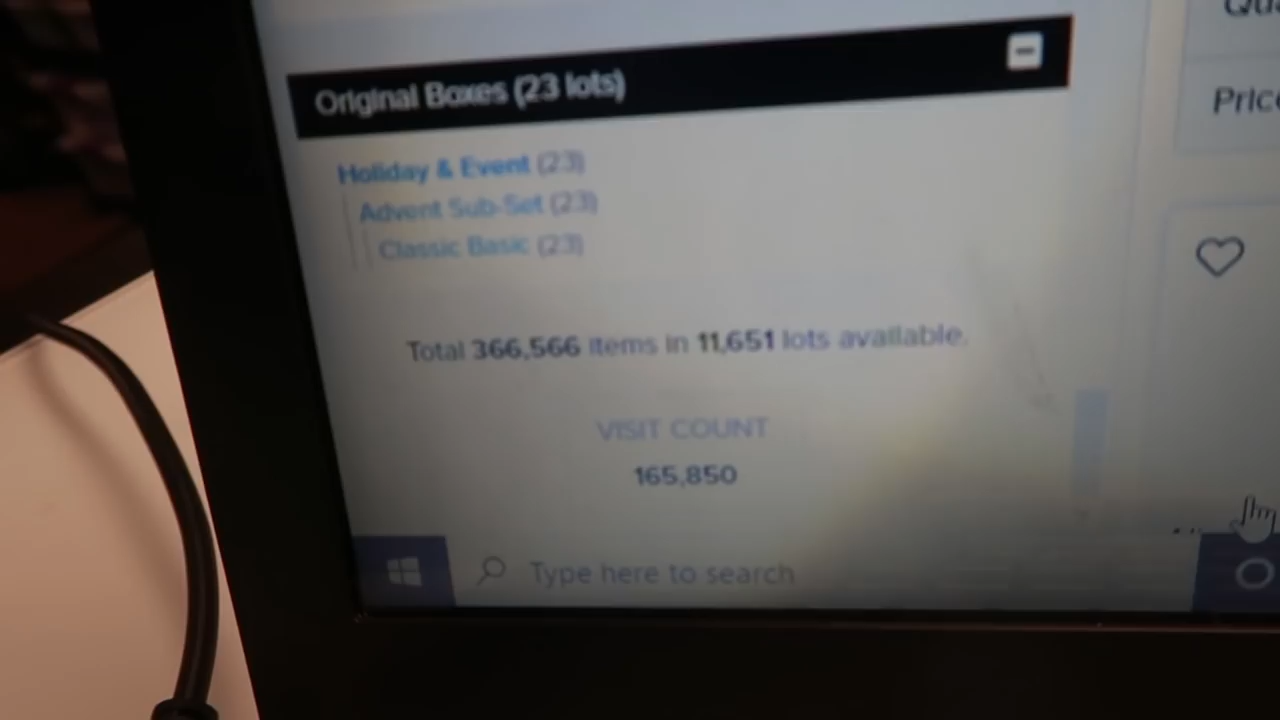 Original Boxes (23 lots)
Holiday & Event (23)
Advent Sub-Set (23)
Classic Basic (23)
Total 366,566 items in 11,651 lots available.
VISIT COUNT
165,850
Type here to search